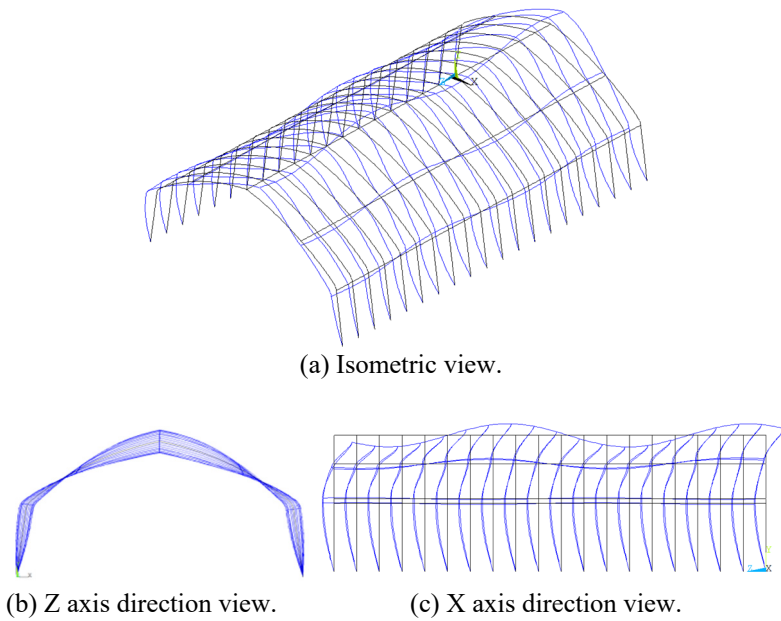 X
(a) Isometric view.
Y
Z X
(b) Z axis direction view.
(c) X axis direction view.